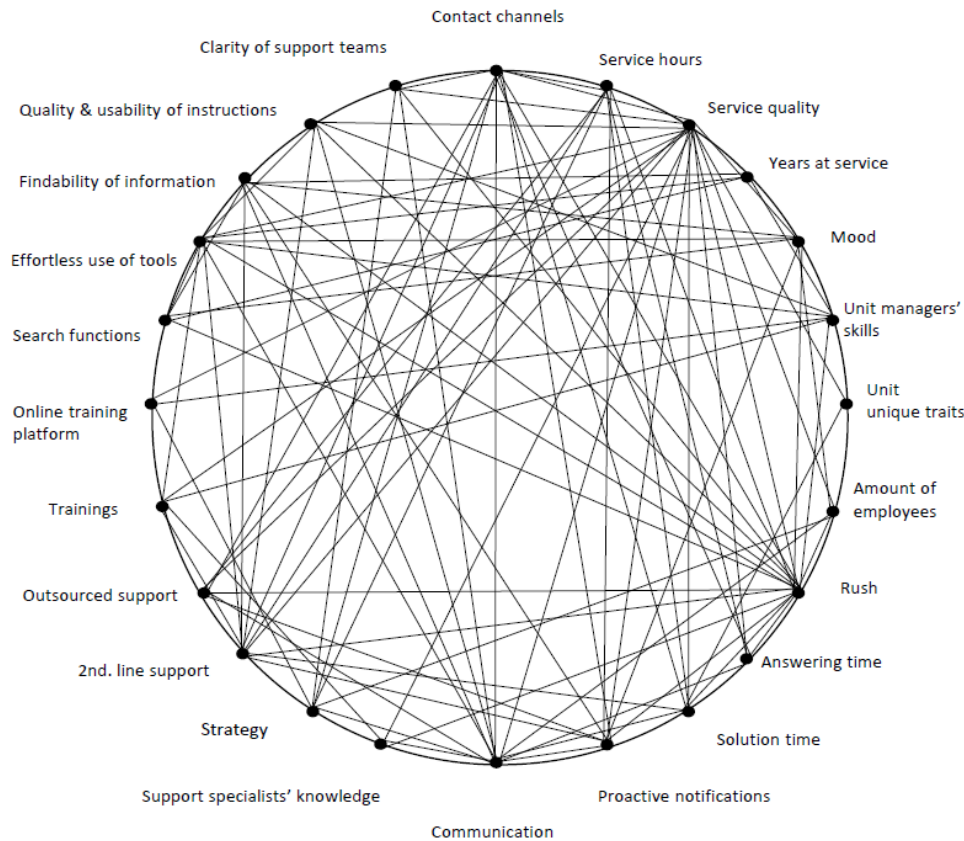 Contact channels
Clarity of support teams
Service hours
Quality & usability of instructions
Service quality
Years at service
Findability of information
Mood
Effortless use of tools
Unit managers'
skills
Search functions
Unit
unique traits
Online training
platform
Amount of
employees
Trainings
Rush
Outsourced support
Answering time
2nd. line support
Strategy
Solution time
Support specialists' knowledge
Proactive notifications
Communication